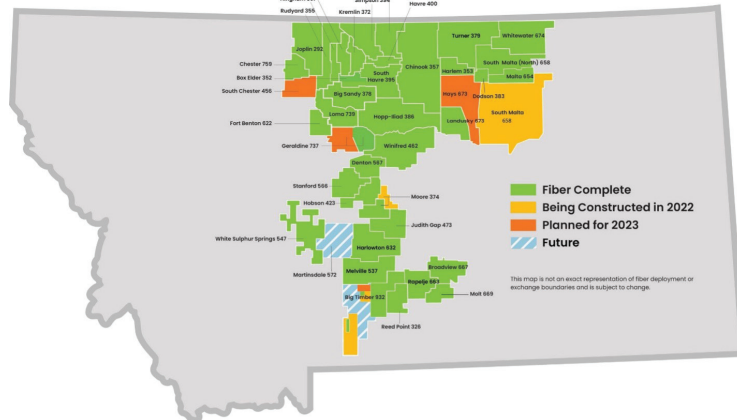 Havre 400
Rudyard 355
Kremlin 372
Turner 379
Whitewater 674
Joplin 292
Chester 759
Chinook 357
South Malta (North) 658
Harlem 353
Malta 654
Box Elder 352
South
Havre 395
South Chester 456
Big Sandy 378
Hays 673
Dodson 383
South Malta
658
Loma 739
Hopp-Iliad 386
Landusky 673
Fort Benton 622
Geraldine 737
Winifred 462
Denton 567
Stanford 566
Moore 374
Hobson 423
Judith Gap 473
White Sulphur Springs 547
Harlowton 632
Martinsdale 572
Melville 537
Broadview 667
Rapelje 663
Molt 669
Big Timber 932
Reed Point 326
Fiber Complete
Being Constructed in 2022
Planned for 2023
Future
This map is not an exact representation of fiber deployment or
exchange boundaries and is subject to change.